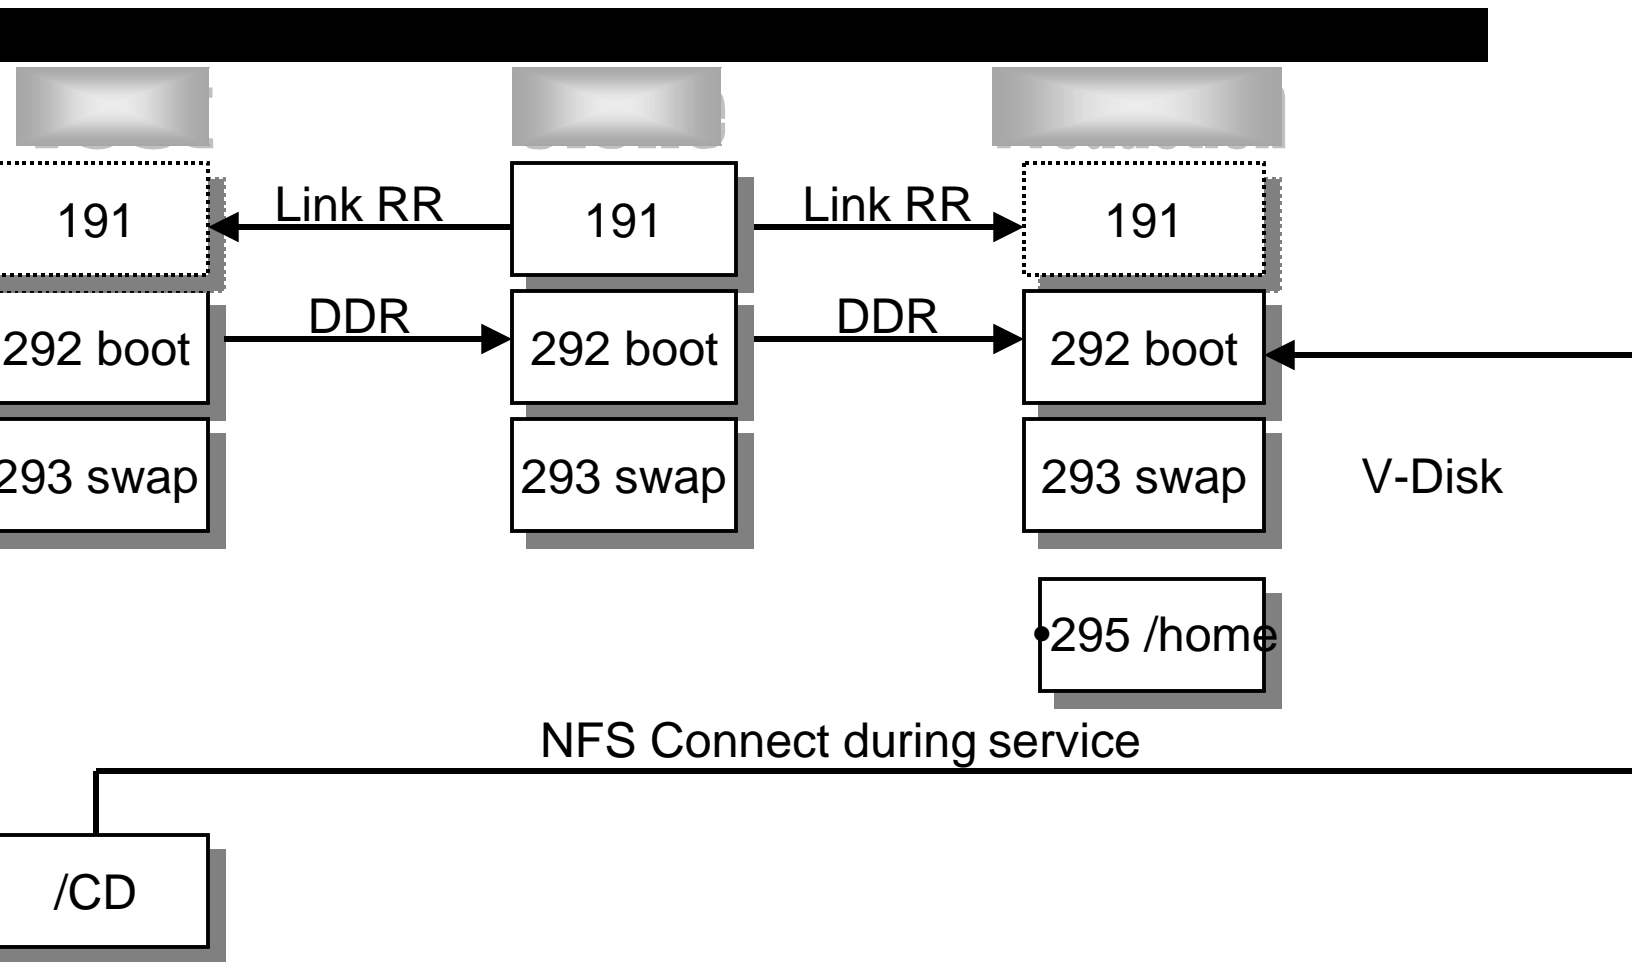 191
Link RR
191
Link RR
191
292 boot
DDR
292 boot
DDR
292 boot
293 swap
293 swap
293 swap
V-Disk
•295 /home
NFS Connect during service
/CD